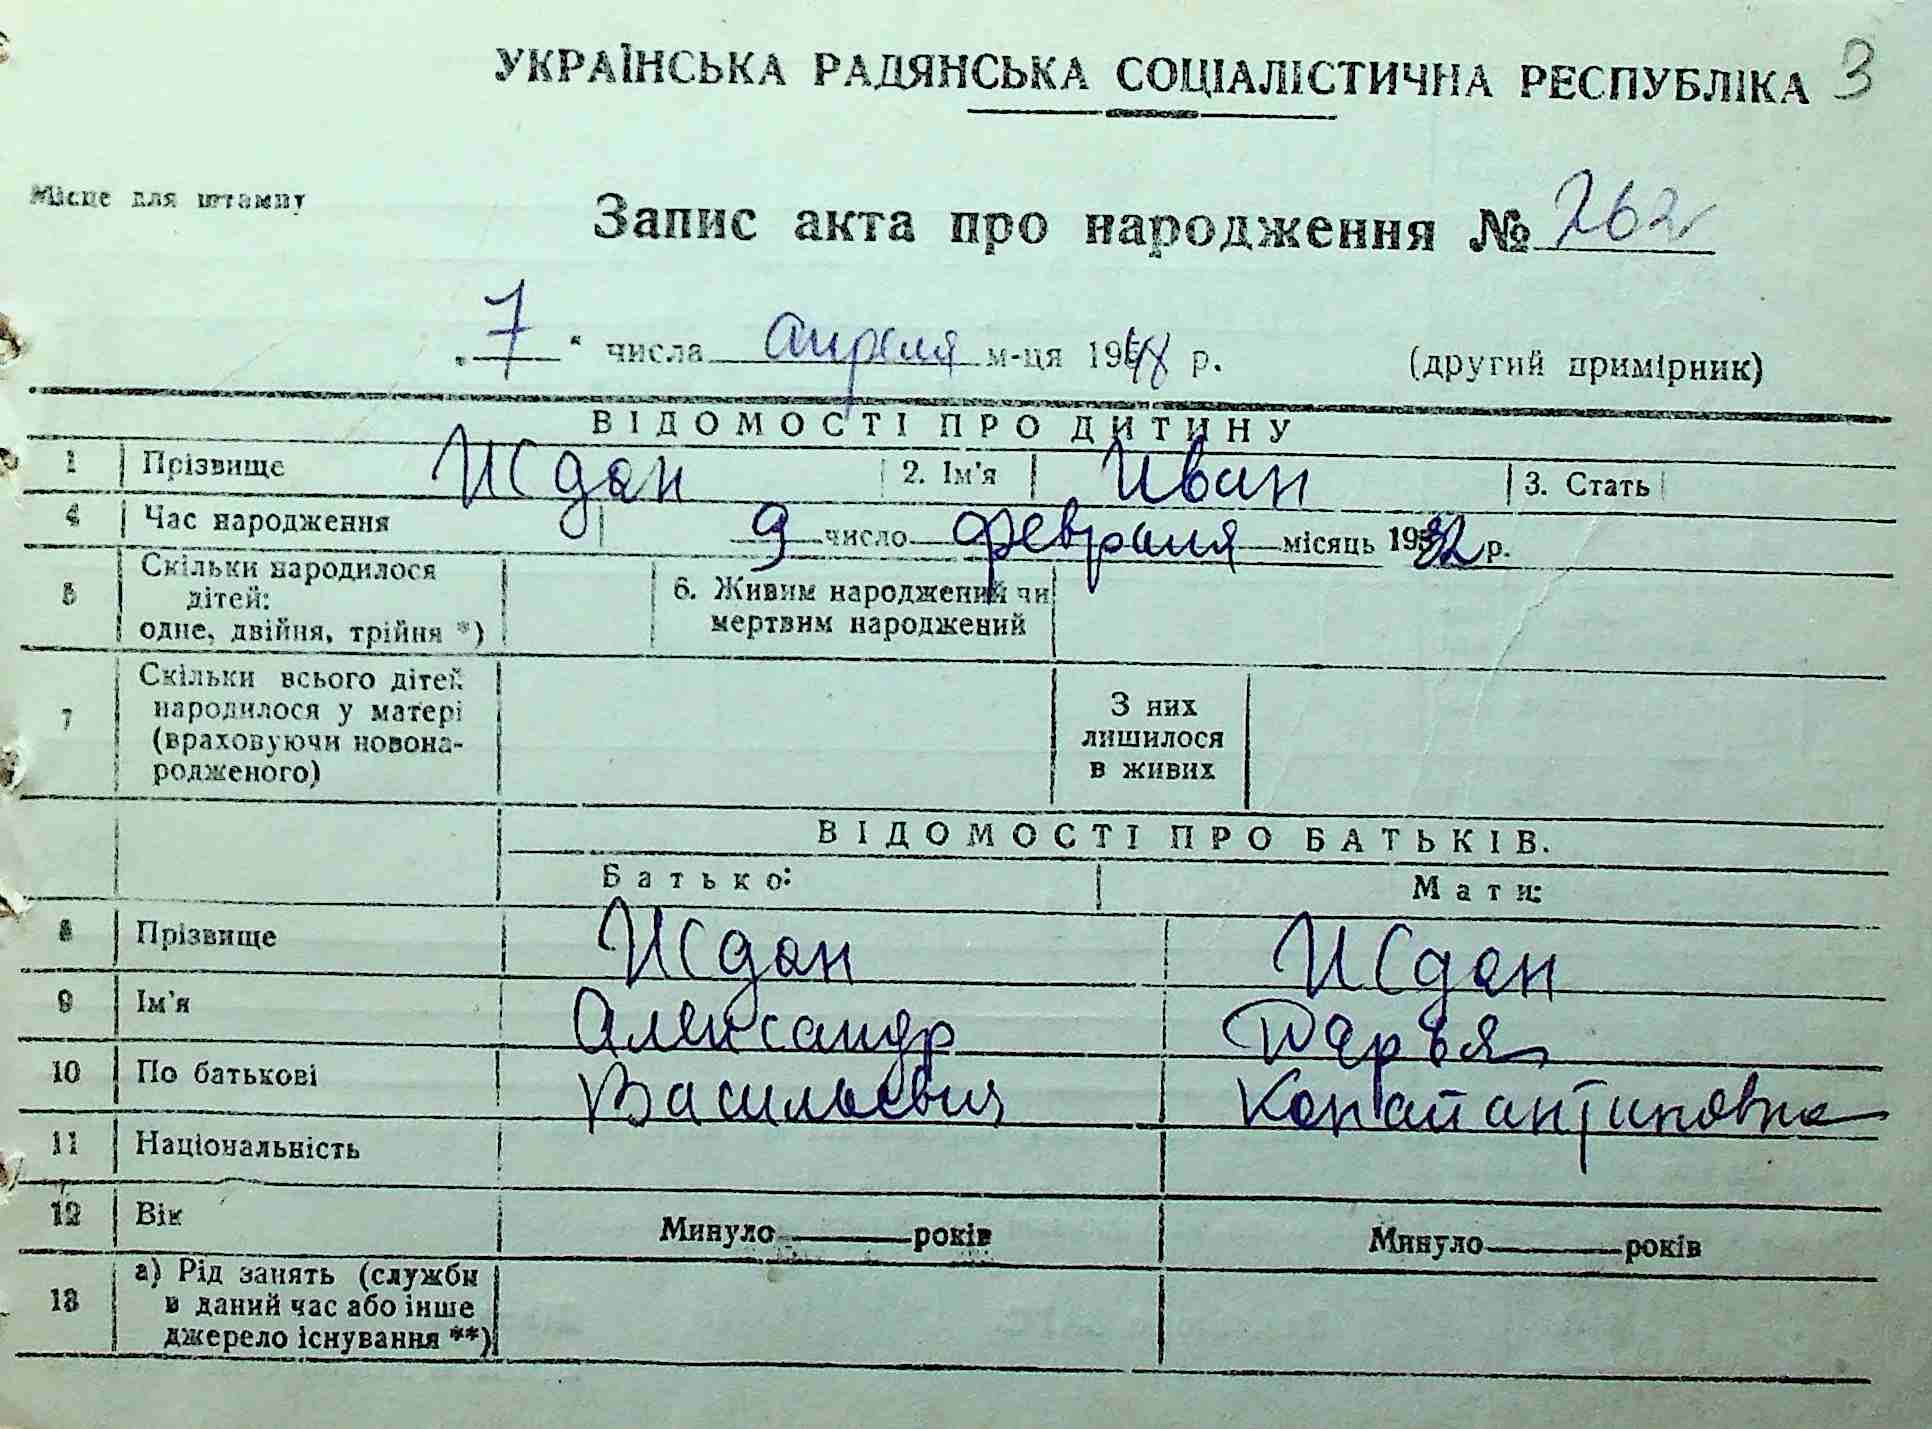 УКРАЇНСЬКА РАДЯНСЬКА СОЦІАЛІСТИЧНА РЕСПУБЛІКА 3
Місце для штампу
Запис акта про народження № 262
„ 7 “ числа апреля м-ця 1948 р. (другий примірник)
ВІДОМОСТІ ПРО ДИТИНУ
1 Прізвище Исдан 2. Ім'я Иван 3. Стать
4 Час народження 9 число февраля місяць 1932 р.
5 Скільки народилося дітей: одне, двійня, трійня *) 6. Живим народжений чи мертвим народжений
7 Скільки всього дітей народилося у матері (враховуючи новонародженого) З них лишилося в живих
ВІДОМОСТІ ПРО БАТЬКІВ.
Батько: Мати:
8 Прізвище Исдан Исдан
9 Ім'я Александр Дарья
10 По батькові Васильевич Константиновна
11 Національність
12 Вік Минуло років Минуло років
13 а) Рід занять (служби в даний час або інше джерело існування **)